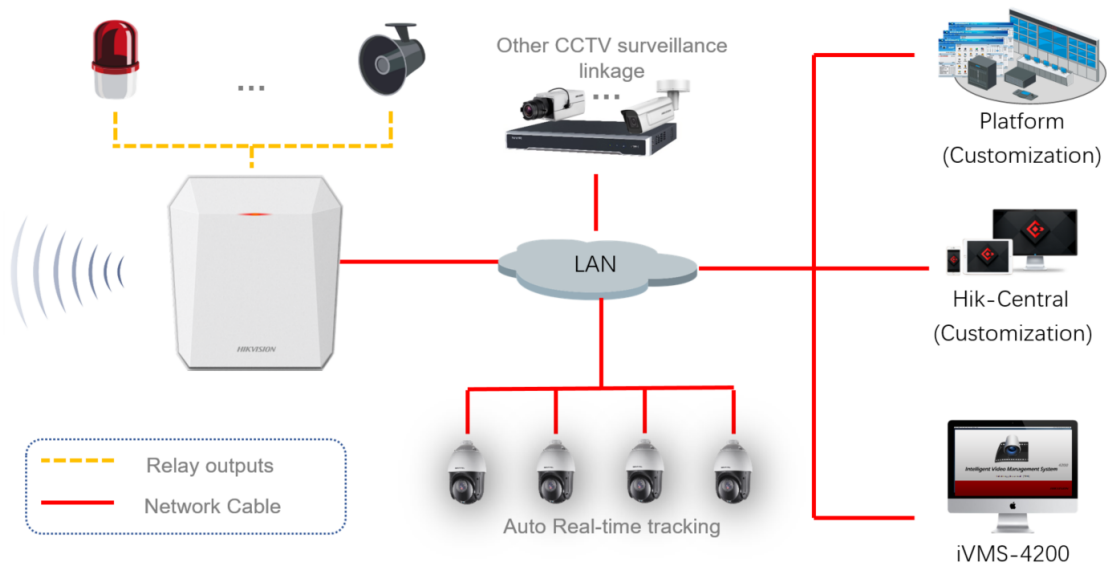 Other CCTV surveillance
linkage
...
...
Platform
(Customization)
LAN
Hik-Central
(Customization)
HIKVISION
Intelligent Video Management System
Relay outputs
Network Cable
Auto Real-time tracking
iVMS-4200